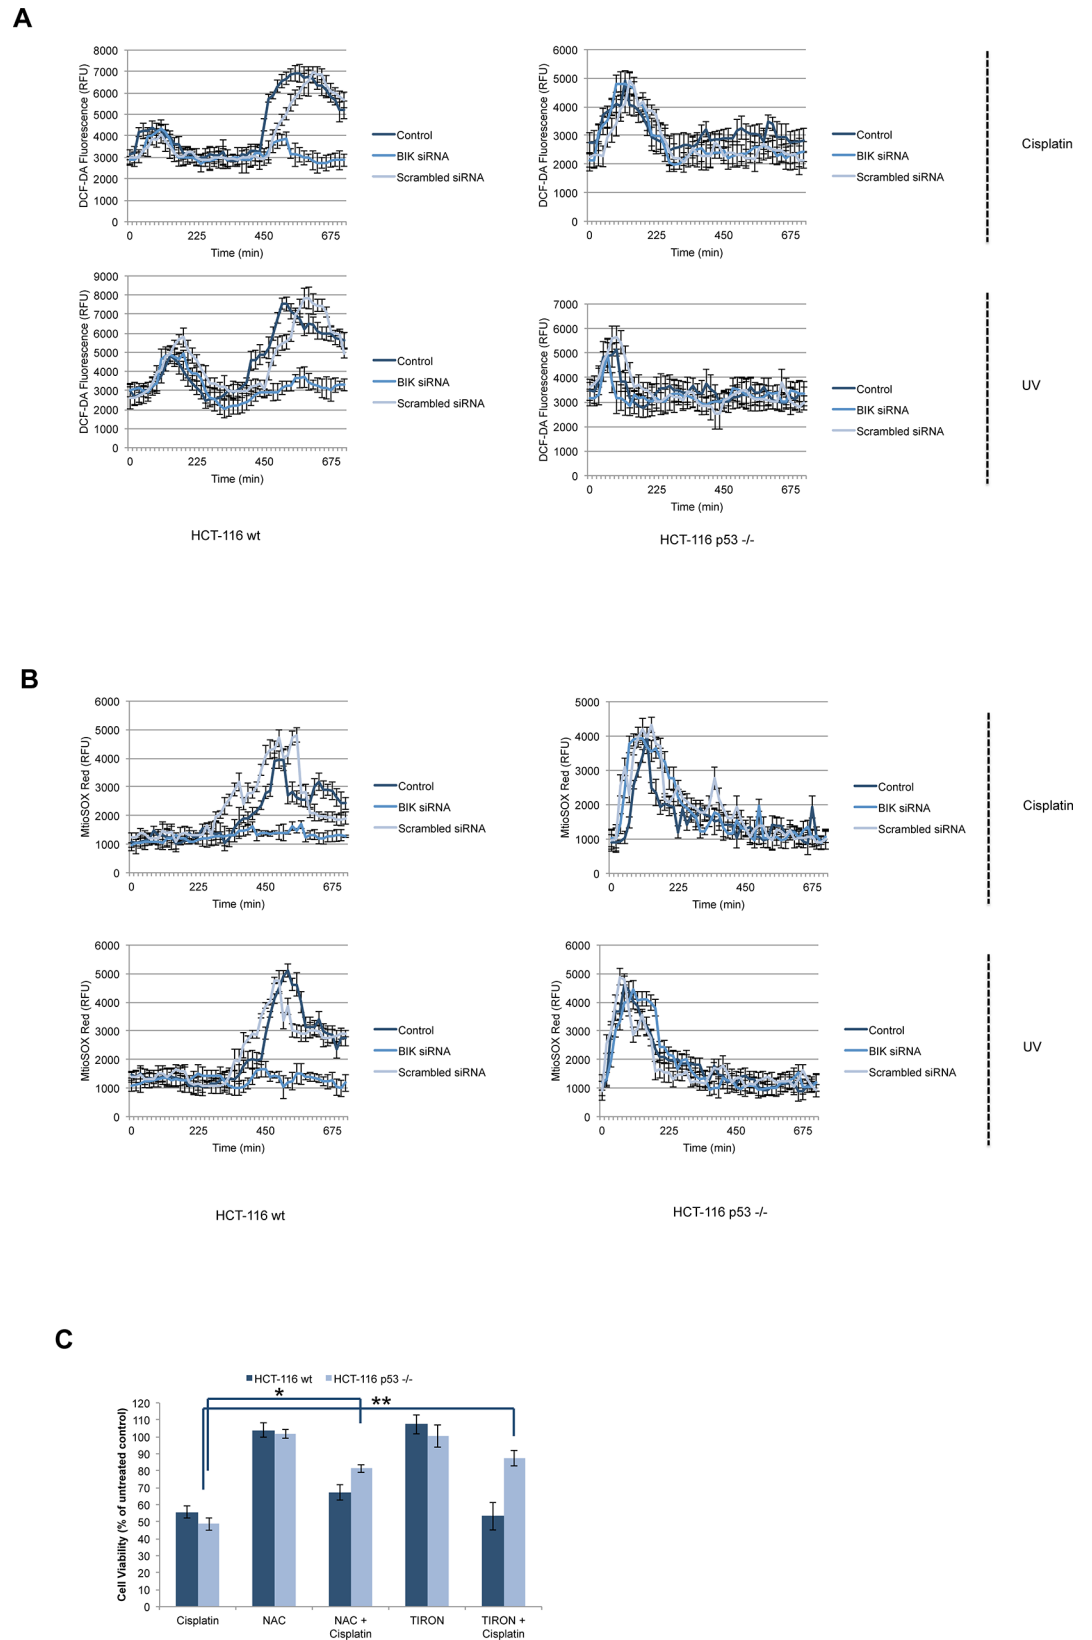 A
DCF-DA Fluorescence (RFU)
8000
7000
6000
5000
4000
3000
2000
1000
0
0 225 450 675
Time (min)
Control
BIK siRNA
Scrambled siRNA
DCF-DA Fluorescence (RFU)
6000
5000
4000
3000
2000
1000
0
0 225 450 675
Time (min)
Control
BIK siRNA
Scrambled siRNA
Cisplatin
DCF-DA Fluorescence (RFU)
9000
8000
7000
6000
5000
4000
3000
2000
1000
0
0 225 450 675
Time (min)
Control
BIK siRNA
Scrambled siRNA
DCF-DA Fluorescence (RFU)
7000
6000
5000
4000
3000
2000
1000
0
0 225 450 675
Time (min)
Control
BIK siRNA
Scrambled siRNA
UV
HCT-116 wt
HCT-116 p53 -/-
B
MtioSOX Red (RFU)
6000
5000
4000
3000
2000
1000
0
0 225 450 675
Time (min)
Control
BIK siRNA
Scrambled siRNA
MtioSOX Red (RFU)
5000
4000
3000
2000
1000
0
0 225 450 675
Time (min)
Control
BIK siRNA
Scrambled siRNA
Cisplatin
MtioSOX Red (RFU)
6000
5000
4000
3000
2000
1000
0
0 225 450 675
Time (min)
Control
BIK siRNA
Scrambled siRNA
MtioSOX Red (RFU)
6000
5000
4000
3000
2000
1000
0
0 225 450 675
Time (min)
Control
BIK siRNA
Scrambled siRNA
UV
HCT-116 wt
HCT-116 p53 -/-
C
HCT-116 wt HCT-116 p53 -/-
*
**
Cell Viability (% of untreated control)
120
110
100
90
80
70
60
50
40
30
20
10
0
Cisplatin NAC NAC + TIRON TIRON +
Cisplatin Cisplatin